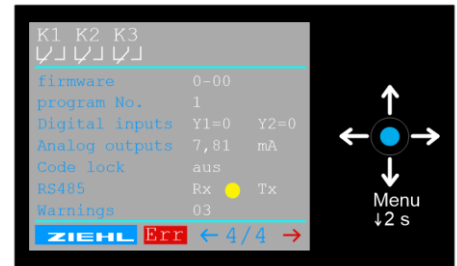 K1 K2 K3
firmware 0-00
program No. 1
Digital inputs Y1=0 Y2=0
Analog outputs 7,81 mA
Code lock aus
RS485 Rx Tx
Warnings 03
ZIEHL Err ← 4/4 →
Menu
↓2 s